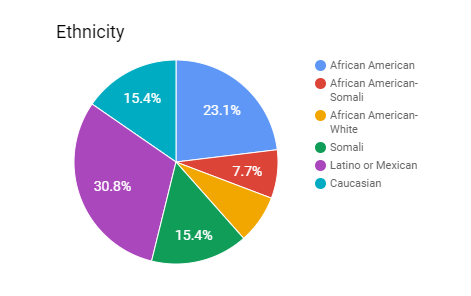 Ethnicity
15.4%
23.1%
7.7%
30.8%
15.4%
African American
African American-
Somali
African American-
White
Somali
Latino or Mexican
Caucasian